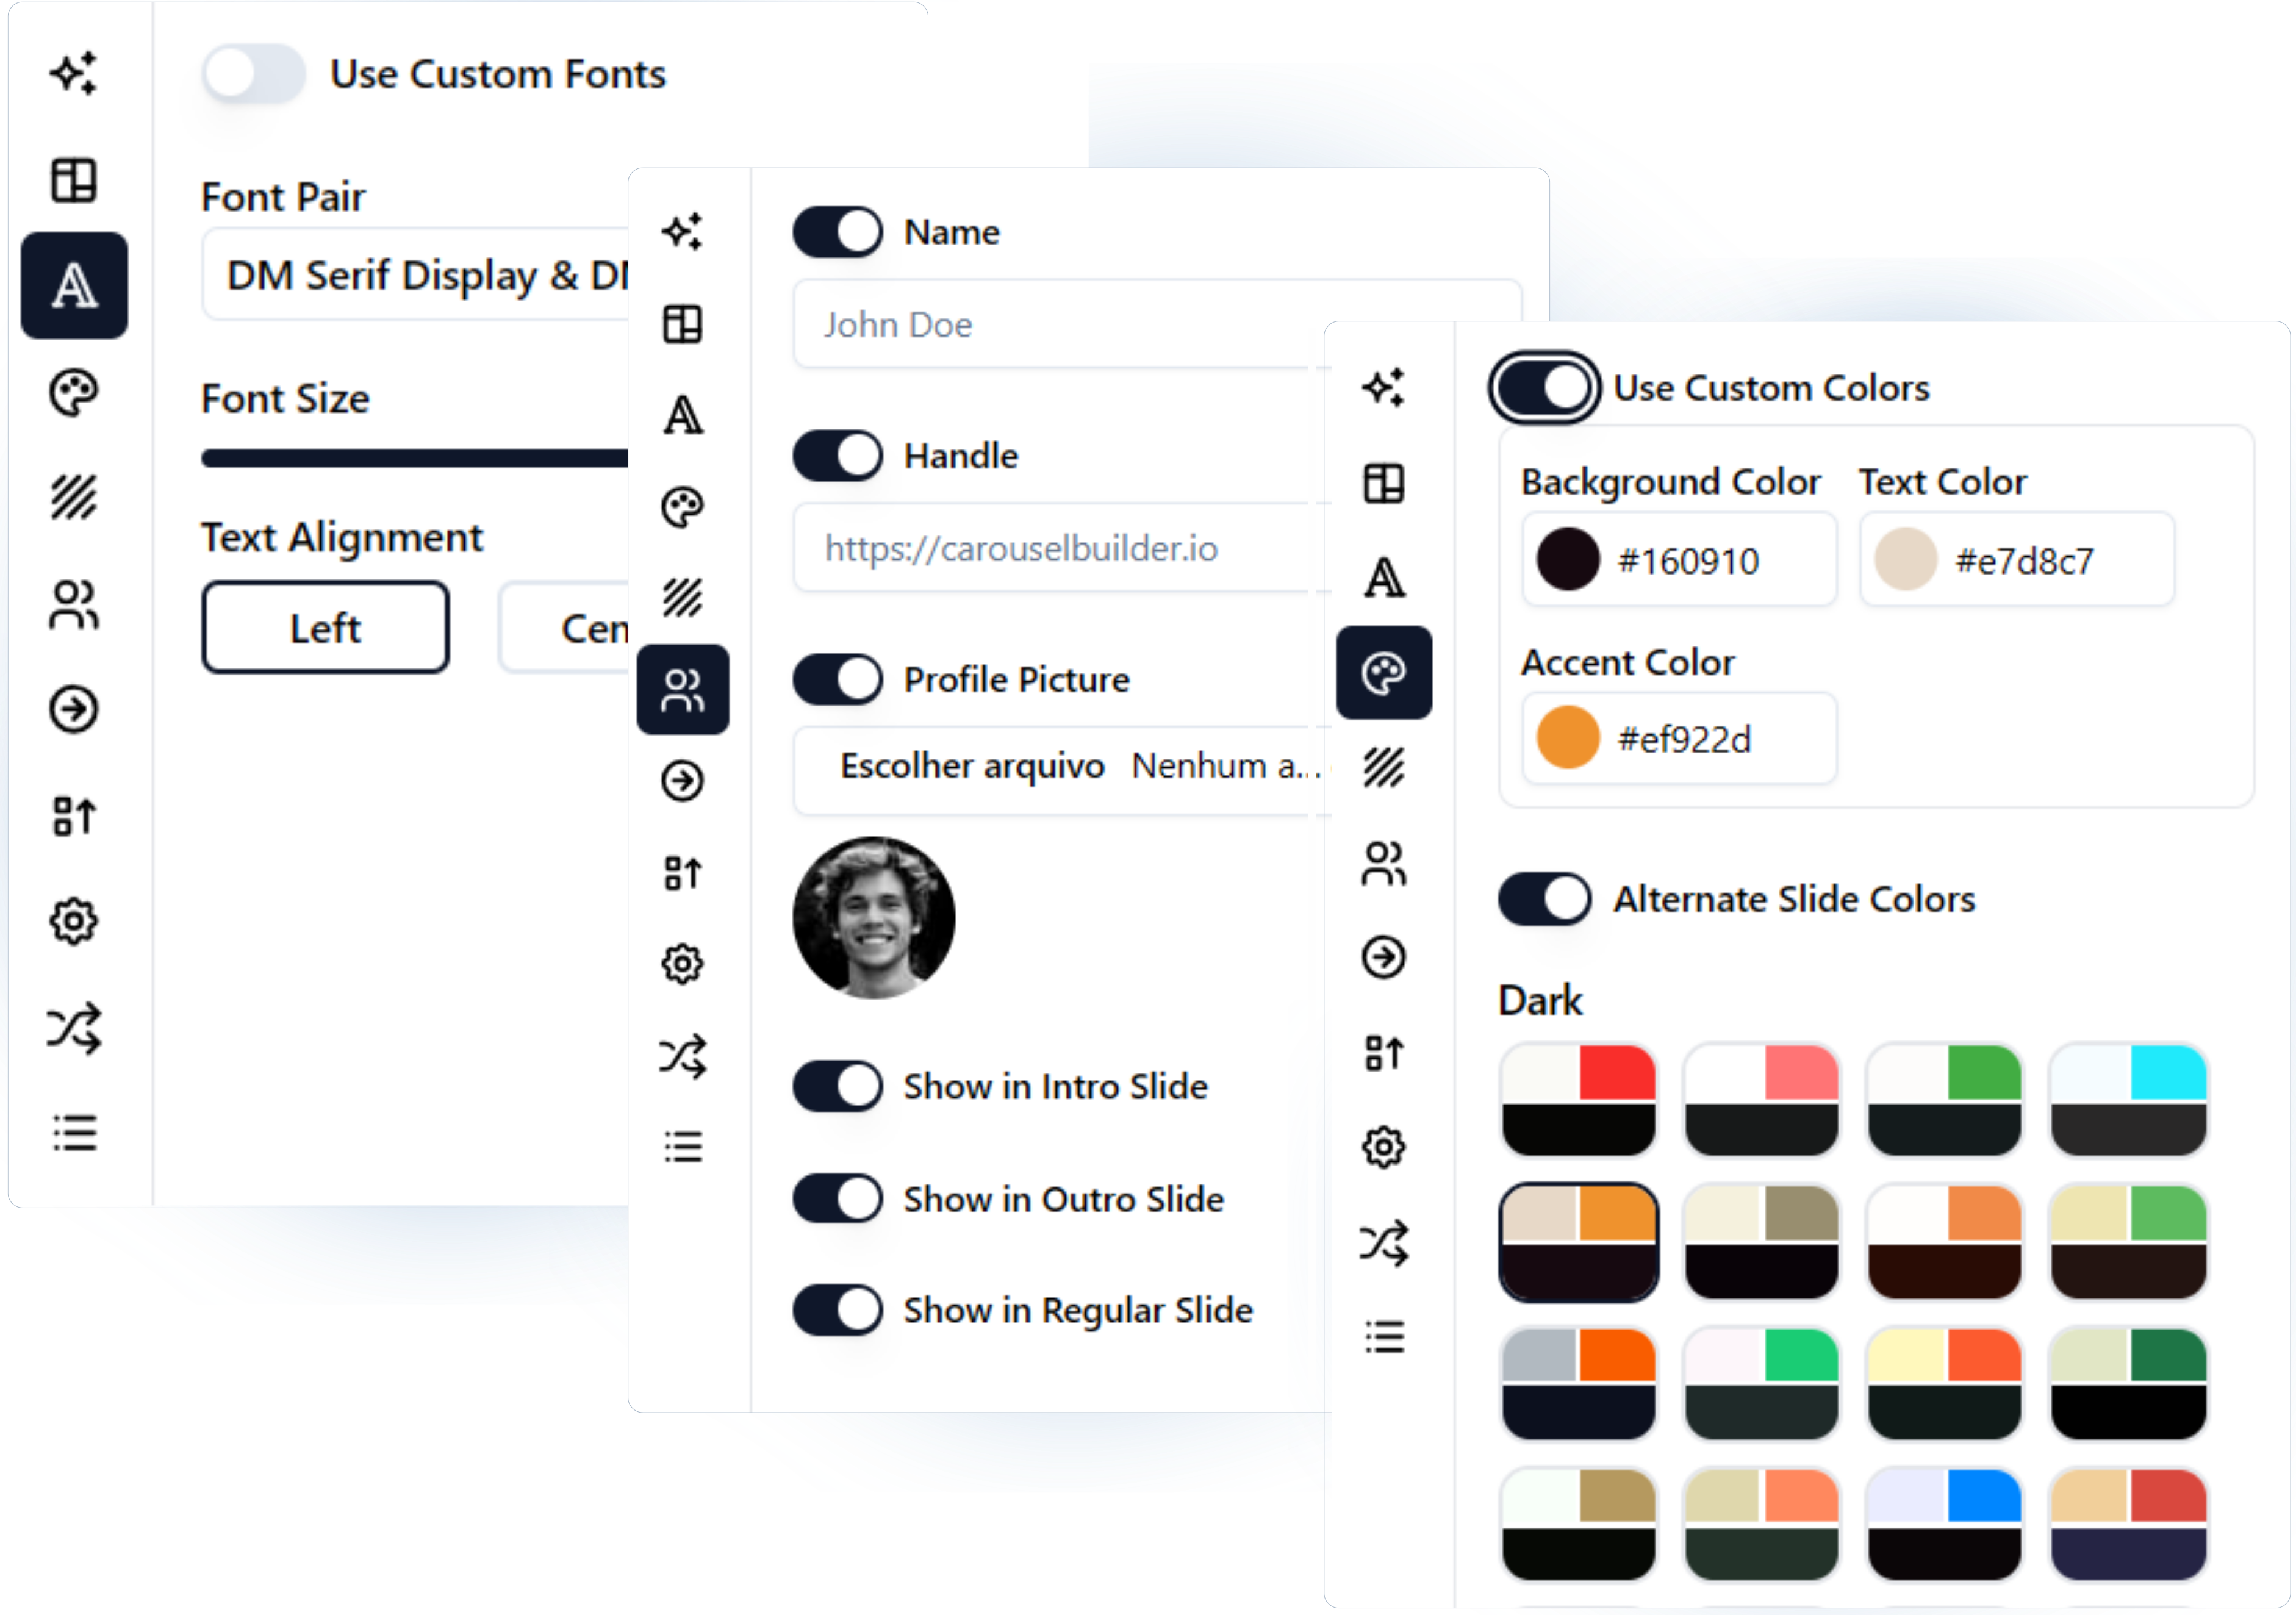 Use Custom Fonts
Font Pair
DM Serif Display &
Font Size
Text Alignment
Left
Name
John Doe
Handle
https://carouselbuilder.io
Profile Picture
Escolher arquivo Nenhum a...
Show in Intro Slide
Show in Outro Slide
Show in Regular Slide
Use Custom Colors
Background Color Text Color
#160910 #e7d8c7
Accent Color
#ef922d
Alternate Slide Colors
Dark